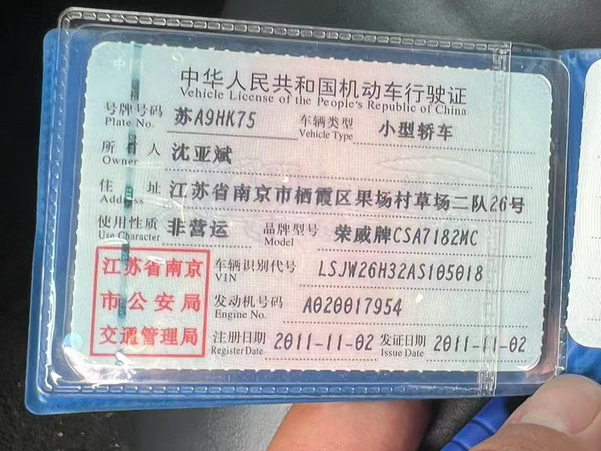 中华人民共和国机动车行驶证
Vehicle License of the People's Republic of China
号牌号码 苏A9HK75 车辆类型 小型轿车
Plate No. Vehicle Type
所有人 沈亚斌
Owner
住址 江苏省南京市栖霞区果场村草场二队26号
Address
使用性质 非营运 品牌型号 荣威牌CSA7182MC
Use Character Model
江苏省南京 车辆识别代号 LSJW26H32AS105018
VIN
市公安局 发动机号码 A020017954
Engine No.
交通管理局 注册日期 2011-11-02 发证日期 2011-11-02
Register Date Issue Date